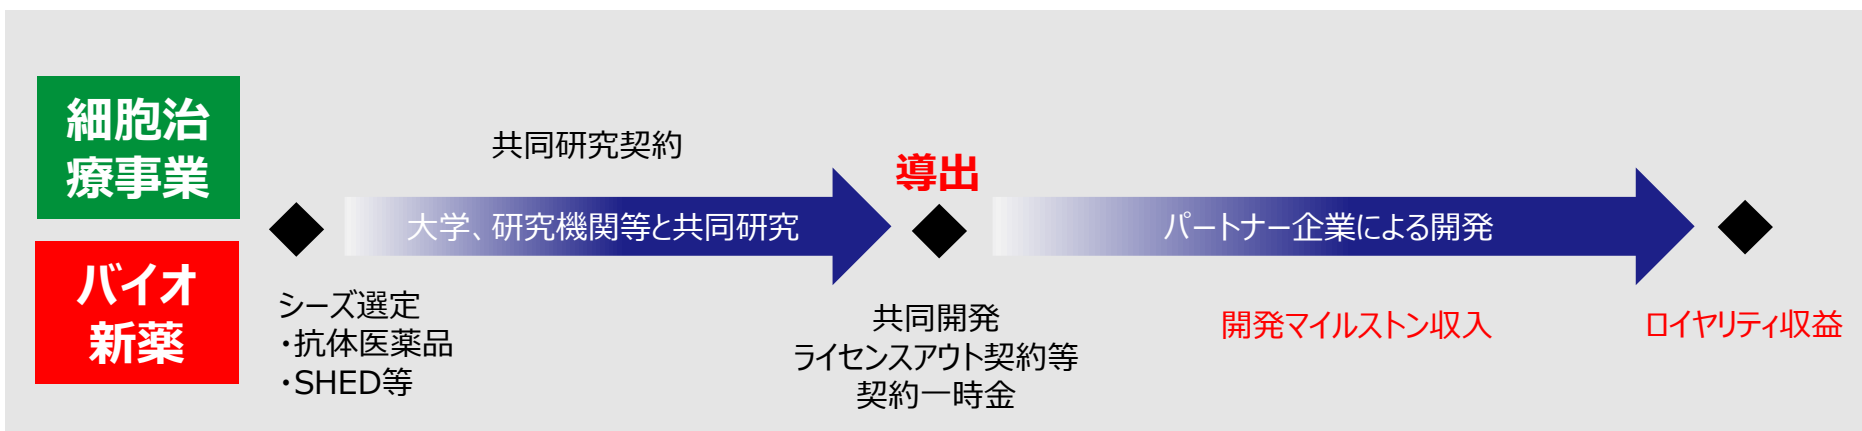 細胞治
療事業
バイオ
新薬
共同研究契約
大学、研究機関等と共同研究
シーズ選定
・抗体医薬品
・SHED等
導出
共同開発
ライセンスアウト契約等
契約一時金
パートナー企業による開発
開発マイルストン収入
ロイヤリティ収益